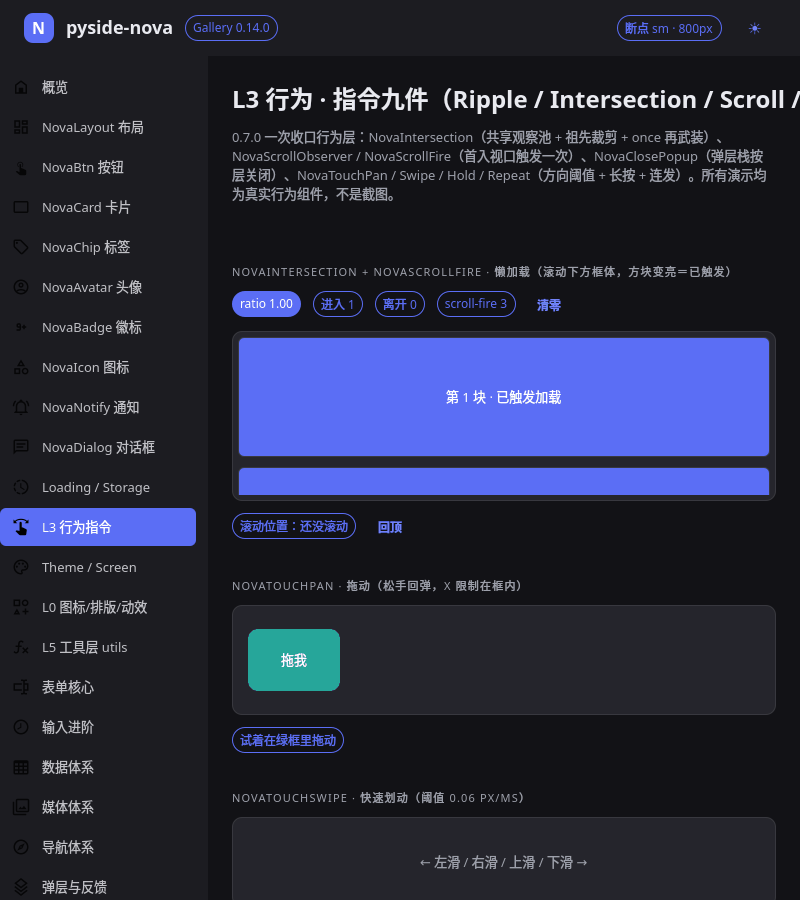 N
pyside-nova
Gallery 0.14.0
断点 sm · 800px
概览
NovaLayout 布局
NovaBtn 按钮
NovaCard 卡片
NovaChip 标签
NovaAvatar 头像
9+
NovaBadge 徽标
NovaIcon 图标
NovaNotify 通知
NovaDialog 对话框
Loading / Storage
L3 行为指令
Theme / Screen
L0 图标/排版/动效
L5 工具层 utils
表单核心
输入进阶
数据体系
媒体体系
导航体系
弹层与反馈
L3 行为 · 指令九件（Ripple / Intersection / Scroll /
0.7.0 一次收口行为层：NovaIntersection（共享观察池 + 祖先裁剪 + once 再武装）、
NovaScrollObserver / NovaScrollFire（首入视口触发一次）、NovaClosePopup（弹层栈按
层关闭）、NovaTouchPan / Swipe / Hold / Repeat（方向阈值 + 长按 + 连发）。所有演示均
为真实行为组件，不是截图。
NOVAINTERSECTION + NOVASCROLLFIRE · 懒加载（滚动下方框体，方块变亮＝已触发）
ratio 1.00
进入 1
离开 0
scroll-fire 3
清零
第 1 块 · 已触发加载
滚动位置：还没滚动
回顶
NOVATOUCHPAN · 拖动（松手回弹，X 限制在框内）
拖我
试着在绿框里拖动
NOVATOUCHSWIPE · 快速划动（阈值 0.06 PX/MS）
← 左滑 / 右滑 / 上滑 / 下滑 →